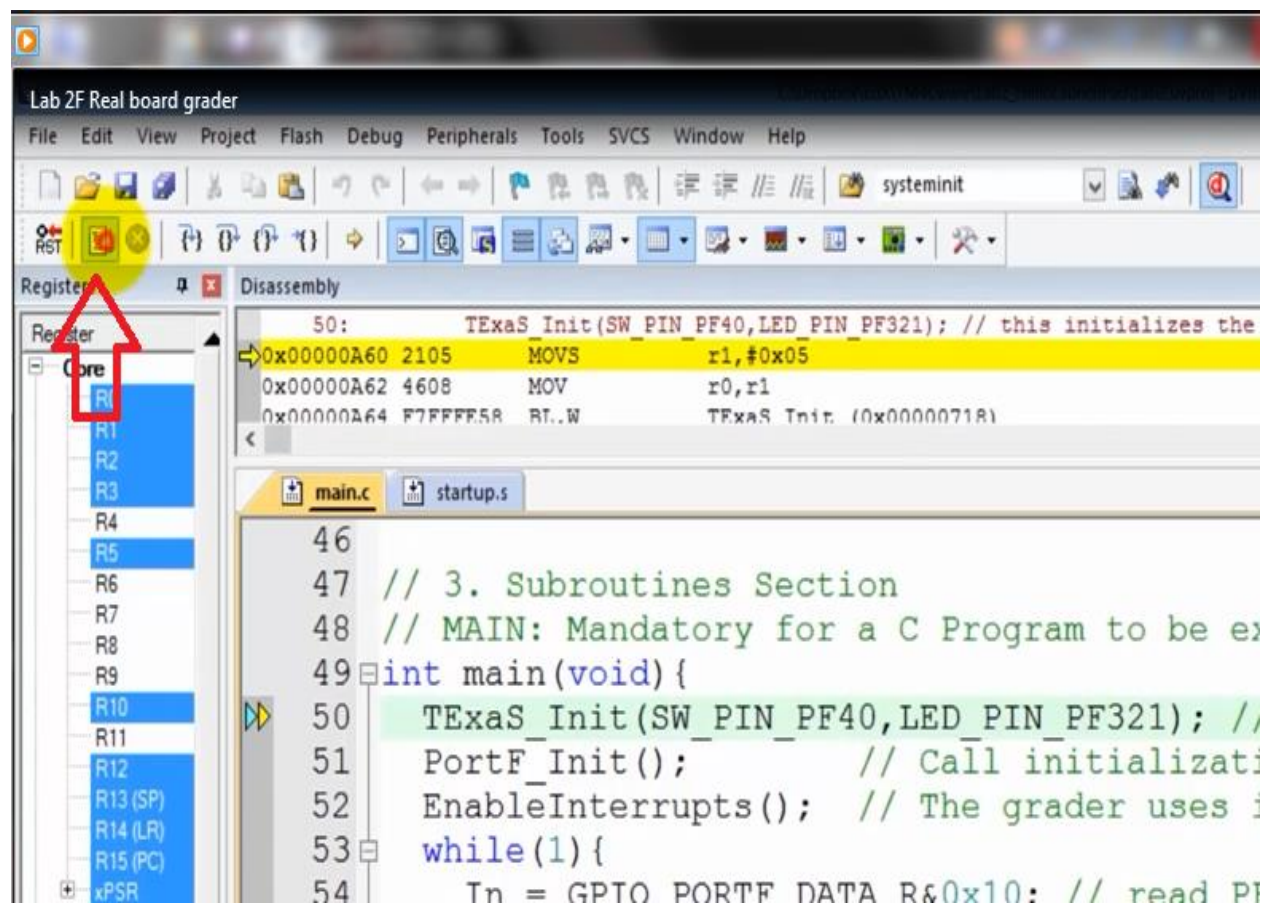 Lab 2F Real board grader
File Edit View Project Flash Debug Peripherals Tools SVCS Window Help
systeminit
RST
Register
Disassembly
Register
50: TExaS_Init(SW_PIN_PF40,LED_PIN_PF321); // this initializes the
0x00000A60 2105 MOVS r1,#0x05
0x00000A62 4608 MOV r0,r1
0x00000A64 F7FFFE58 BL.W TExaS_Init (0x00000718)
Core
R0
R1
R2
R3
R4
R5
R6
R7
R8
R9
R10
R11
R12
R13 (SP)
R14 (LR)
R15 (PC)
xPSR
main.c startup.s
46
47 // 3. Subroutines Section
48 // MAIN: Mandatory for a C Program to be ex
49 int main(void){
50 TExaS_Init(SW_PIN_PF40,LED_PIN_PF321); //
51 PortF_Init(); // Call initializati
52 EnableInterrupts(); // The grader uses i
53 while(1){
54 In = GPIO_PORTF_DATA_R&0x10; // read PF